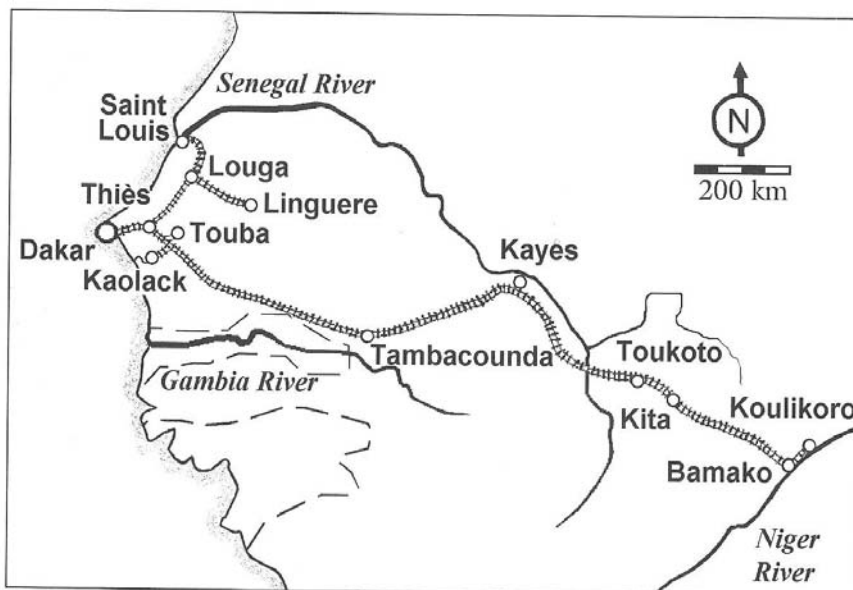 Senegal River
Saint
Louis
N
200 km
Louga
Thiès
Linguere
Touba
Dakar
Kaolack
Kayes
Tambacounda
Toukoto
Gambia River
Kita
Koulikoro
Bamako
Niger
River